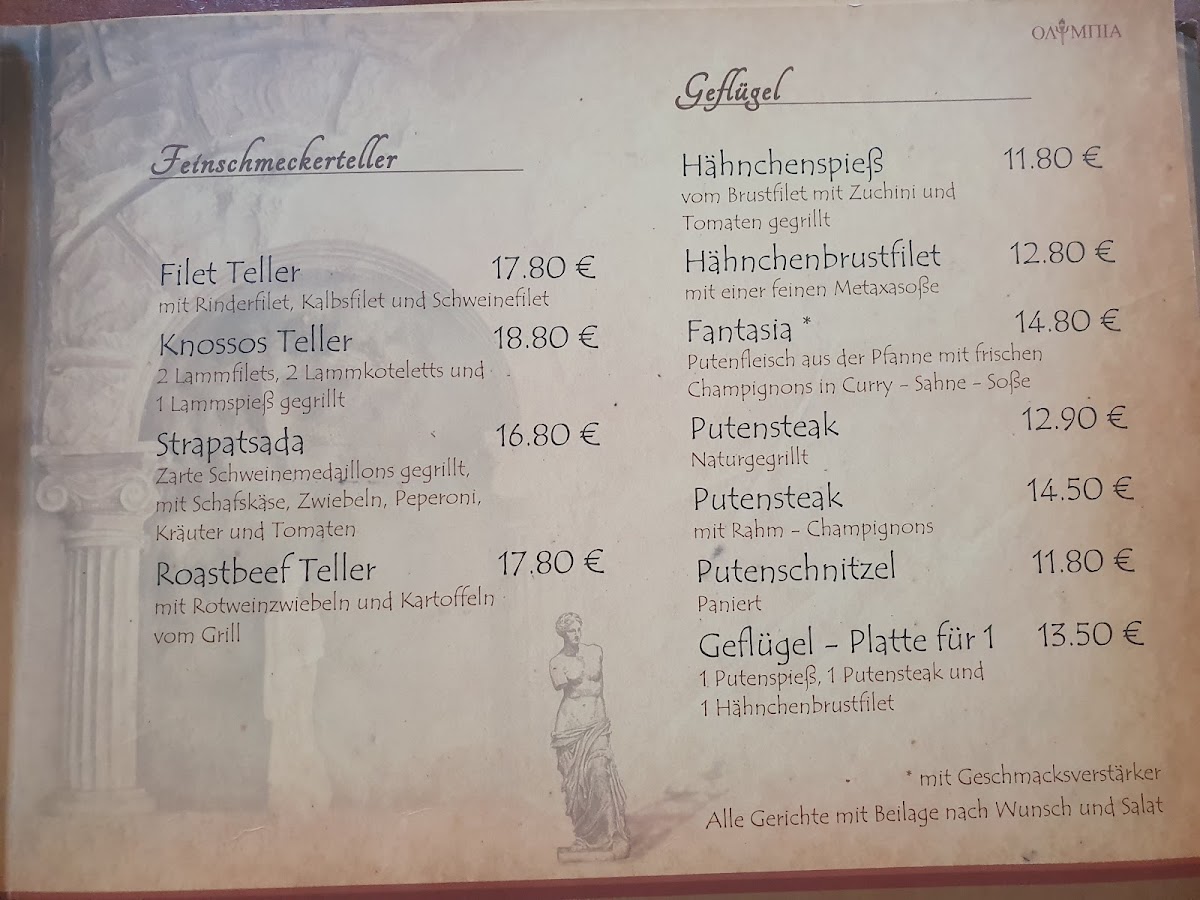 ΟΛΥΜΠΙΑ
Feinschmeckerteller
Filet Teller 17.80 €
mit Rinderfilet, Kalbsfilet und Schweinefilet
Knossos Teller 18.80 €
2 Lammfilets, 2 Lammkoteletts und
1 Lammspieß gegrillt
Strapatsada 16.80 €
Zarte Schweinemedaillons gegrillt,
mit Schafskäse, Zwiebeln, Peperoni,
Kräuter und Tomaten
Roastbeef Teller 17.80 €
mit Rotweinzwiebeln und Kartoffeln
vom Grill
Geflügel
Hähnchenspieß 11.80 €
vom Brustfilet mit Zuchini und
Tomaten gegrillt
Hähnchenbrustfilet 12.80 €
mit einer feinen Metaxasoße
Fantasia * 14.80 €
Putenfleisch aus der Pfanne mit frischen
Champignons in Curry - Sahne - Soße
Putensteak 12.90 €
Naturgegrillt
Putensteak 14.50 €
mit Rahm - Champignons
Putenschnitzel 11.80 €
Paniert
Geflügel - Platte für 1 13.50 €
1 Putenspieß, 1 Putensteak und
1 Hähnchenbrustfilet
* mit Geschmacksverstärker
Alle Gerichte mit Beilage nach Wunsch und Salat